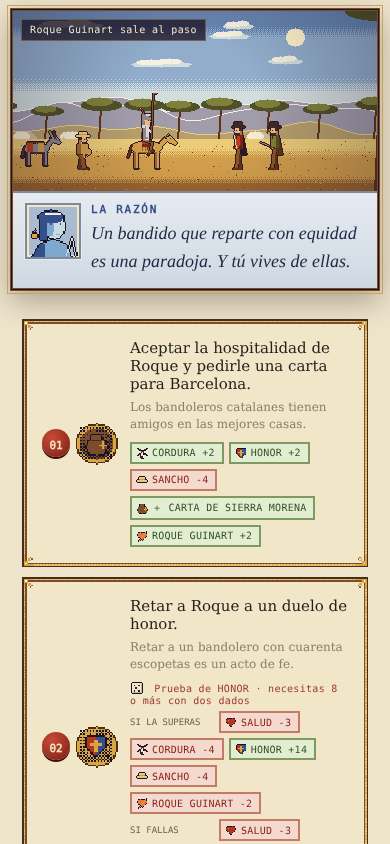 Roque Guinart sale al paso
LA RAZÓN
Un bandido que reparte con equidad
es una paradoja. Y tú vives de ellas.
Aceptar la hospitalidad de
Roque y pedirle una carta
para Barcelona.
Los bandoleros catalanes tienen
amigos en las mejores casas.
01
CORDURA +2 HONOR +2
SANCHO -4
+ CARTA DE SIERRA MORENA
ROQUE GUINART +2
Retar a Roque a un duelo de
honor.
Retar a un bandolero con cuarenta
escopetas es un acto de fe.
Prueba de HONOR · necesitas 8
o más con dos dados
SI LA SUPERAS SALUD -3
02
CORDURA -4 HONOR +14
SANCHO -4
ROQUE GUINART -2
SI FALLAS SALUD -3